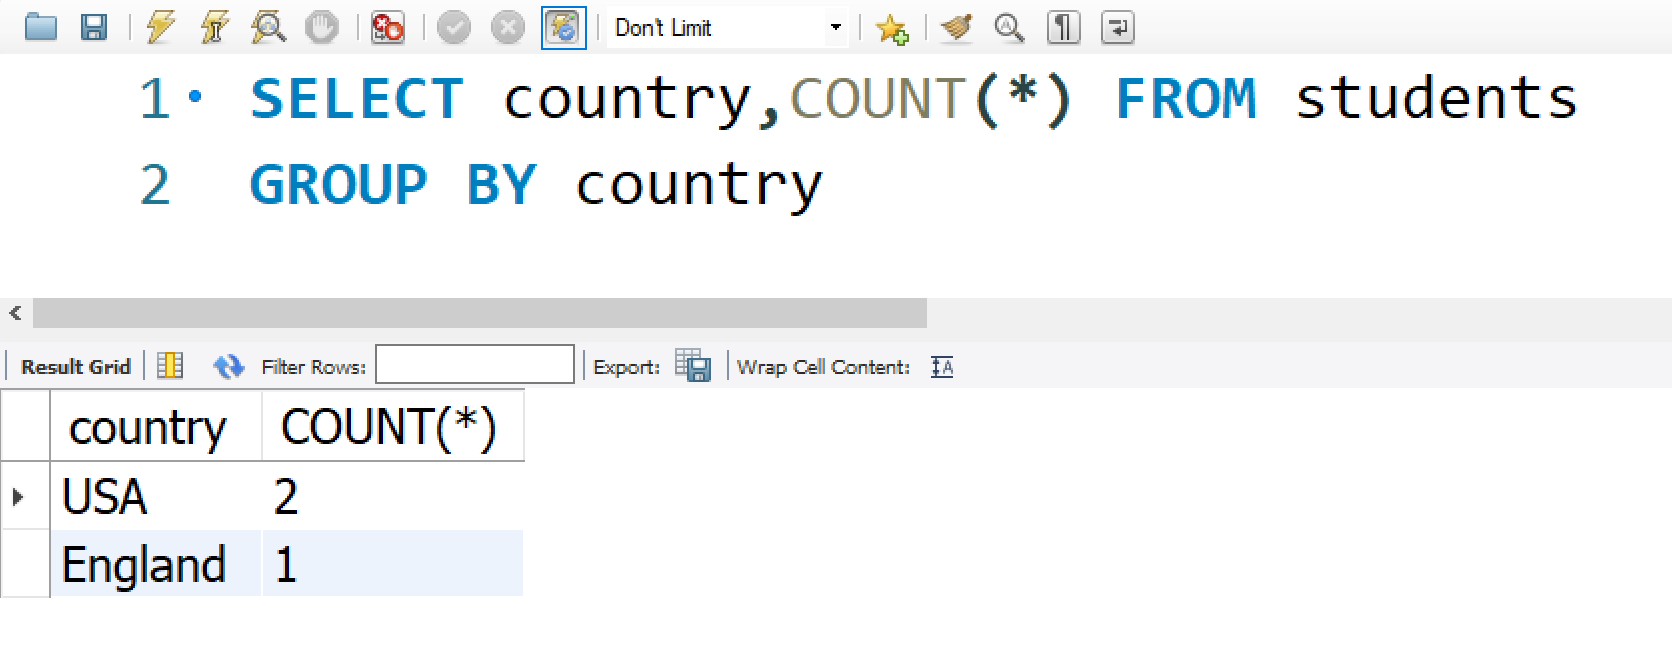 Don't Limit
1 SELECT country,COUNT(*) FROM students
2 GROUP BY country
Result Grid Filter Rows: Export: Wrap Cell Content:
country COUNT(*)
USA 2
England 1